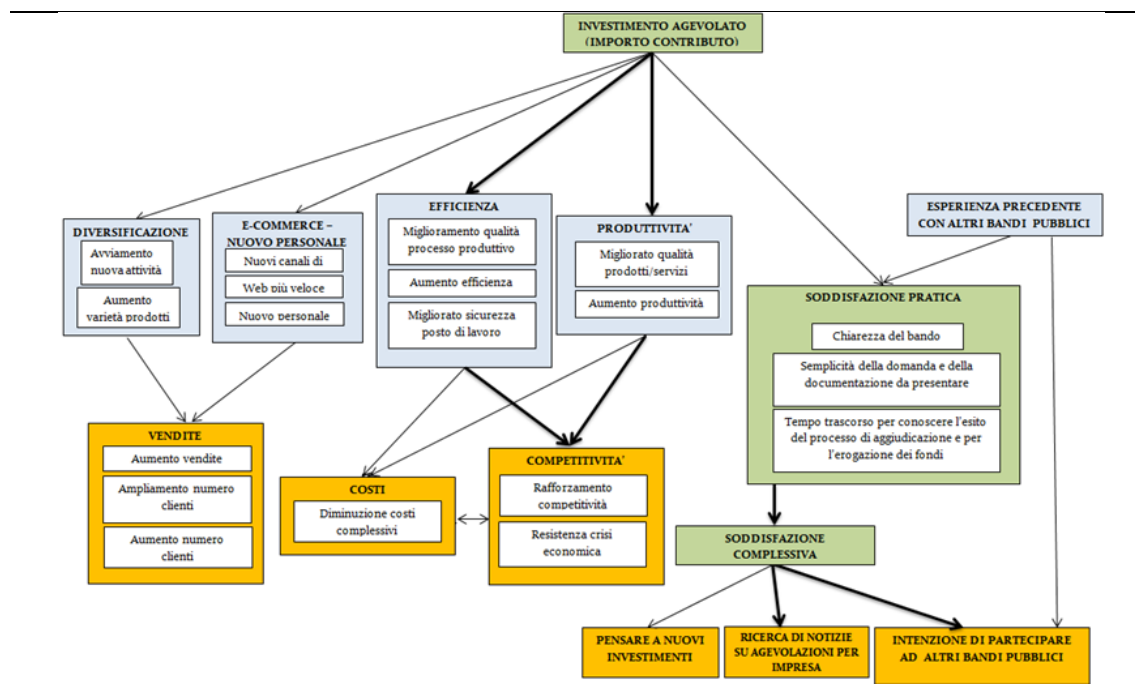 INVESTIMENTO AGEVOLATO
(IMPORTO CONTRIBUTO)
DIVERSIFICAZIONE
Avviamento
nuova attività
Aumento
varietà prodotti
E-COMMERCE –
NUOVO PERSONALE
Nuovi canali di
Web più veloce
Nuovo personale
EFFICIENZA
Miglioramento qualità
processo produttivo
Aumento efficienza
Migliorato sicurezza
posto di lavoro
PRODUTTIVITA'
Migliorato qualità
prodotti/servizi
Aumento produttività
ESPERIENZA PRECEDENTE
CON ALTRI BANDI PUBBLICI
SODDISFAZIONE PRATICA
Chiarezza del bando
Semplicità della domanda e della
documentazione da presentare
Tempo trascorso per conoscere l'esito
del processo di aggiudicazione e per
l'erogazione dei fondi
VENDITE
Aumento vendite
Ampliamento numero
clienti
Aumento numero
clienti
COSTI
Diminuzione costi
complessivi
COMPETITIVITA'
Rafforzamento
competitività
Resistenza crisi
economica
SODDISFAZIONE
COMPLESSIVA
PENSARE A NUOVI
INVESTIMENTI
RICERCA DI NOTIZIE
SU AGEVOLAZIONI PER
IMPRESA
INTENZIONE DI PARTECIPARE
AD ALTRI BANDI PUBBLICI